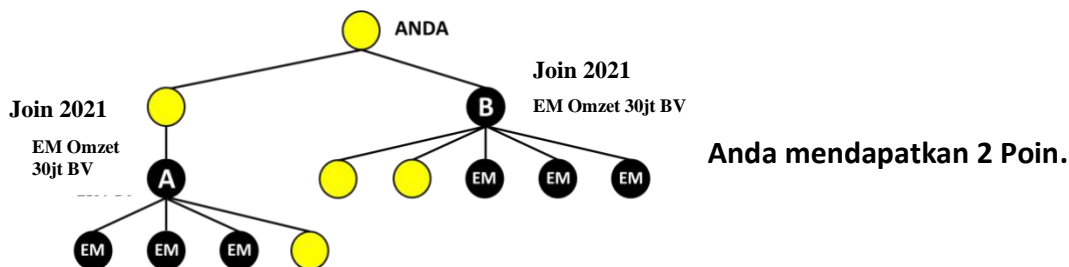 ANDA
Join 2021
Join 2021
B
EM Omzet 30jt BV
EM Omzet
30jt BV
Anda mendapatkan 2 Poin.
A
EM EM EM
EM EM EM